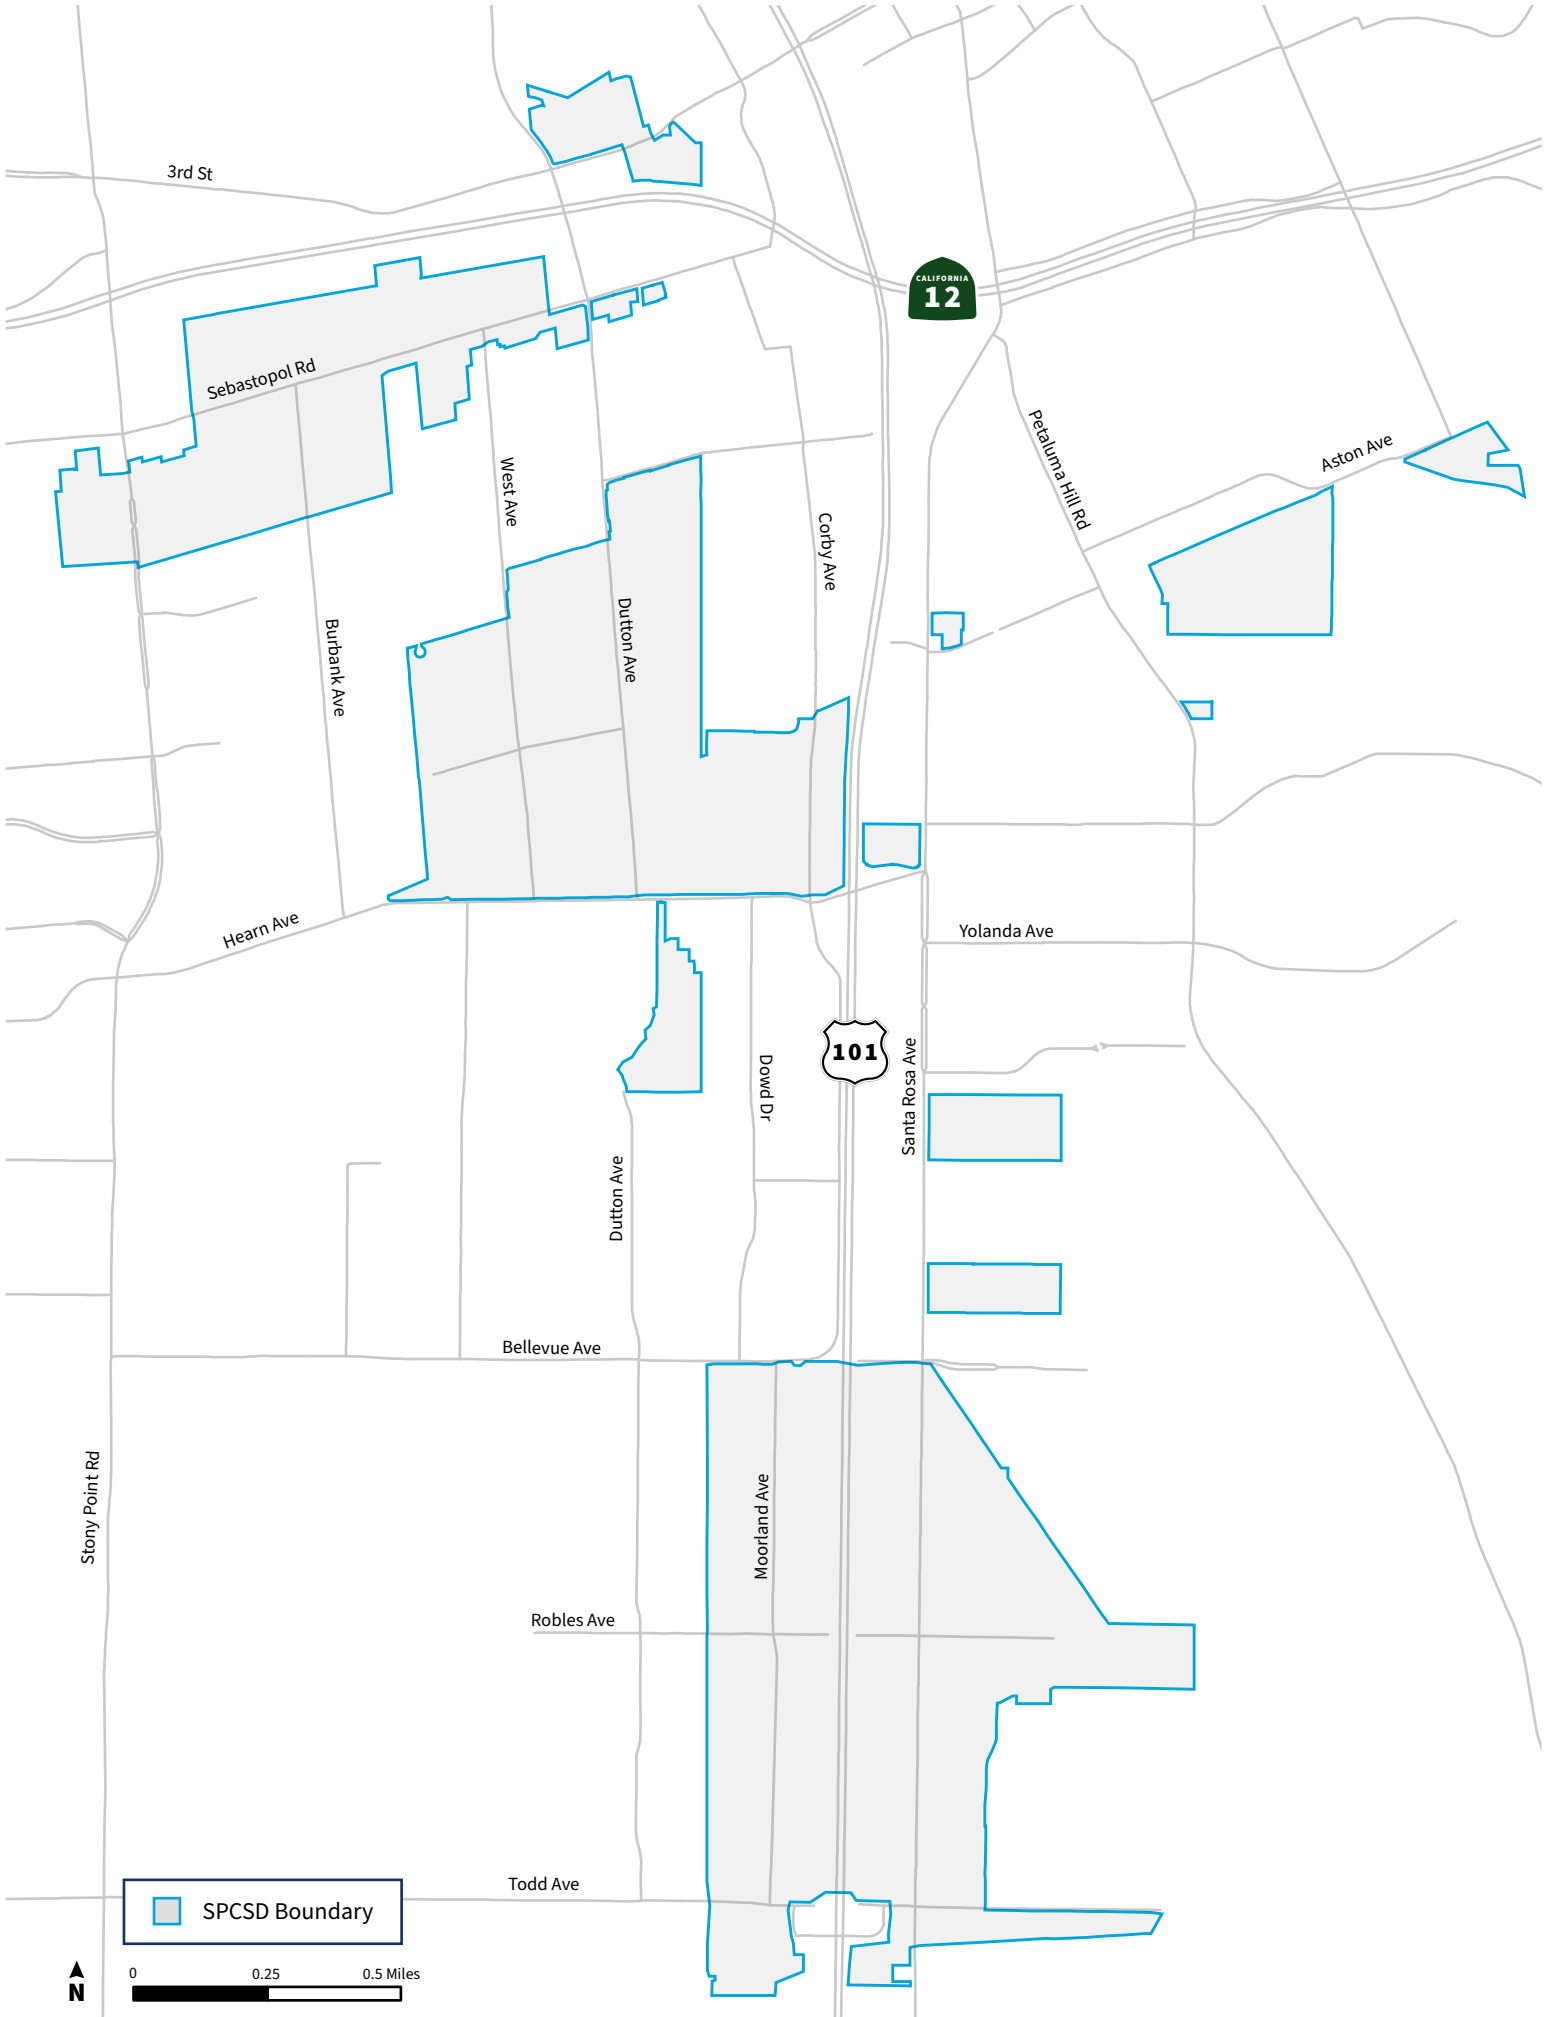 3rd St
CALIFORNIA
12
Sebastopol Rd
Petaluma Hill Rd
Aston Ave
West Ave
Corby Ave
Dutton Ave
Burbank Ave
Hearn Ave
Yolanda Ave
101
Santa Rosa Ave
Dowd Dr
Dutton Ave
Bellevue Ave
Stony Point Rd
Moorland Ave
Robles Ave
Todd Ave
SPCSD Boundary
N
0 0.25 0.5 Miles